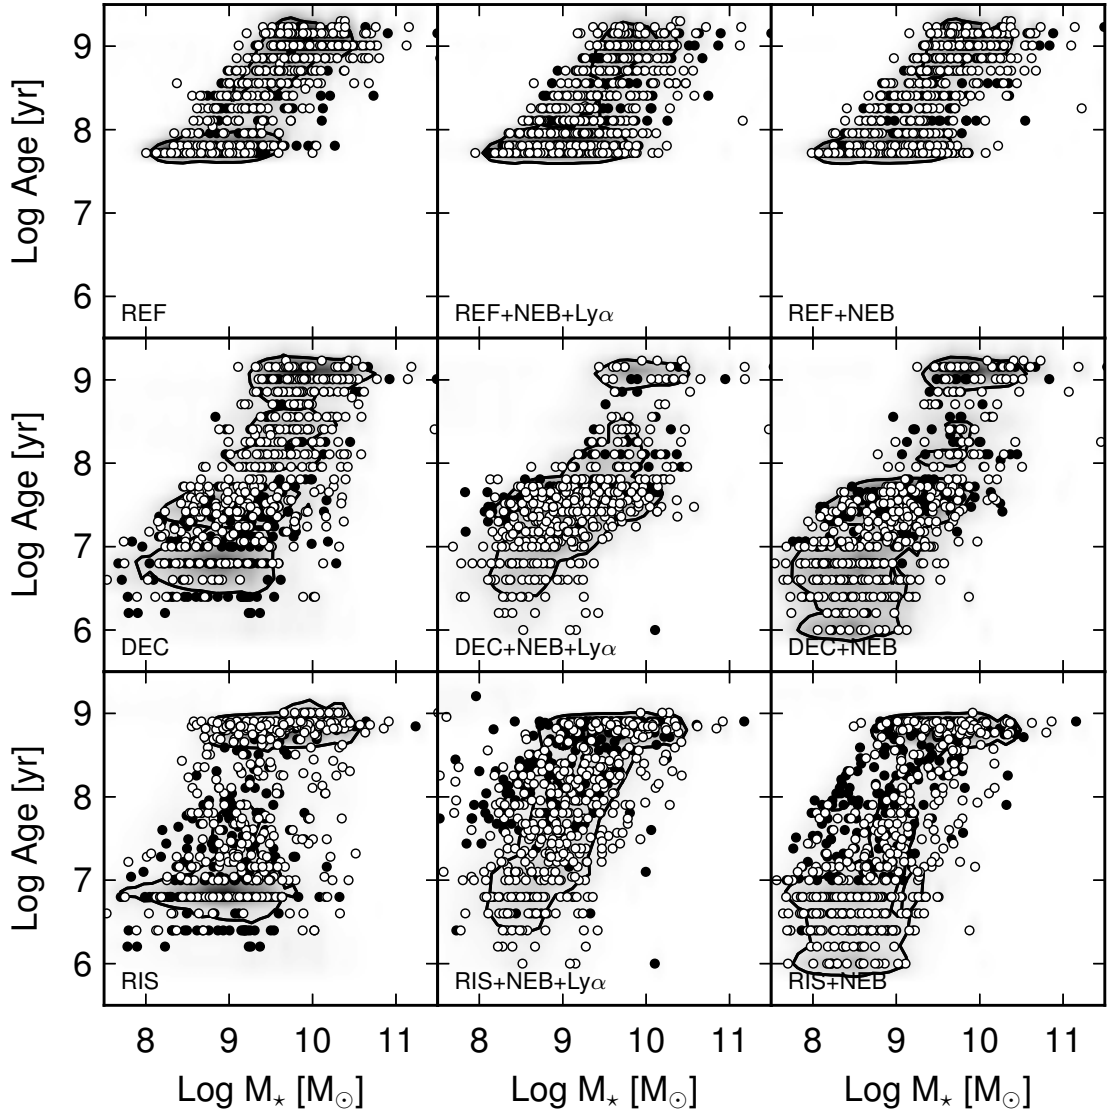 9
8
7
6
Log Age [yr]
REF
REF+NEB+Lyα
REF+NEB
9
8
7
6
Log Age [yr]
DEC
DEC+NEB+Lyα
DEC+NEB
9
8
7
6
Log Age [yr]
RIS
RIS+NEB+Lyα
RIS+NEB
8 9 10 11 8 9 10 11 8 9 10 11
Log M⋆ [M⊙] Log M⋆ [M⊙] Log M⋆ [M⊙]